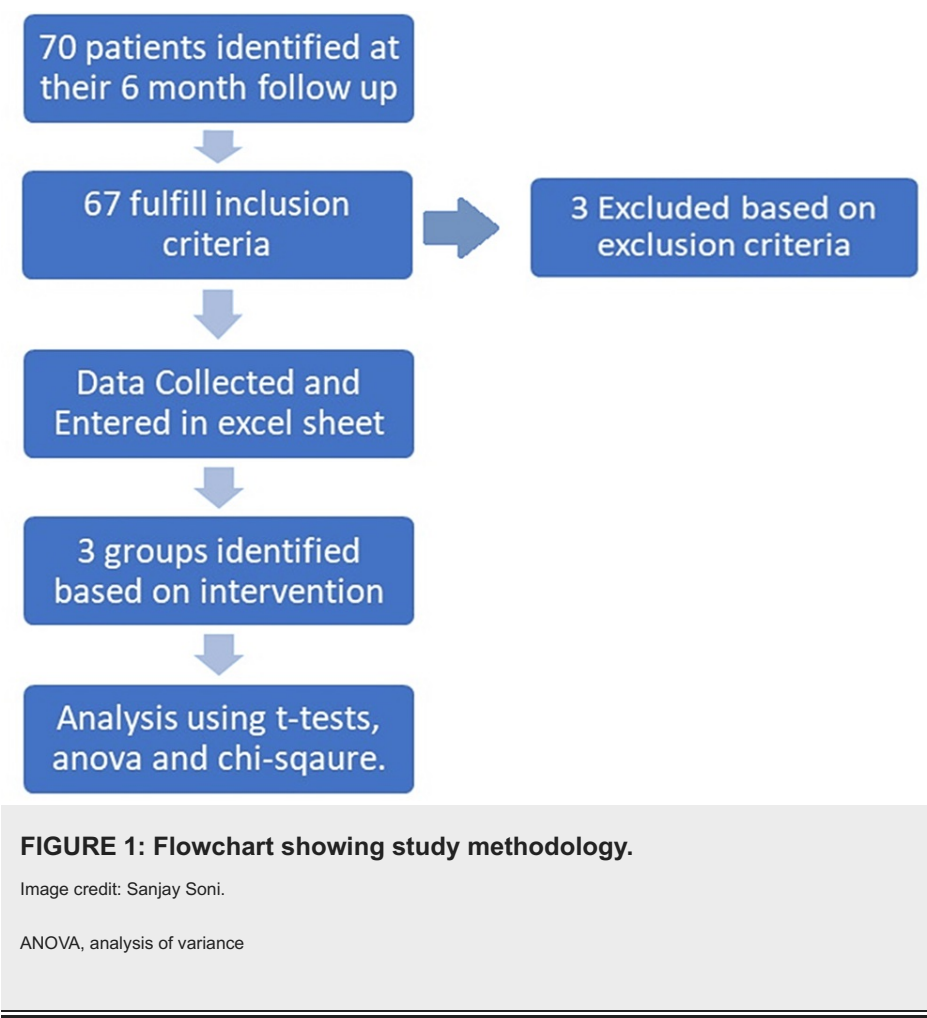 70 patients identified at
their 6 month follow up
67 fulfill inclusion
criteria
3 Excluded based on
exclusion criteria
Data Collected and
Entered in excel sheet
3 groups identified
based on intervention
Analysis using t-tests,
anova and chi-sqaure.
FIGURE 1: Flowchart showing study methodology.
Image credit: Sanjay Soni.
ANOVA, analysis of variance